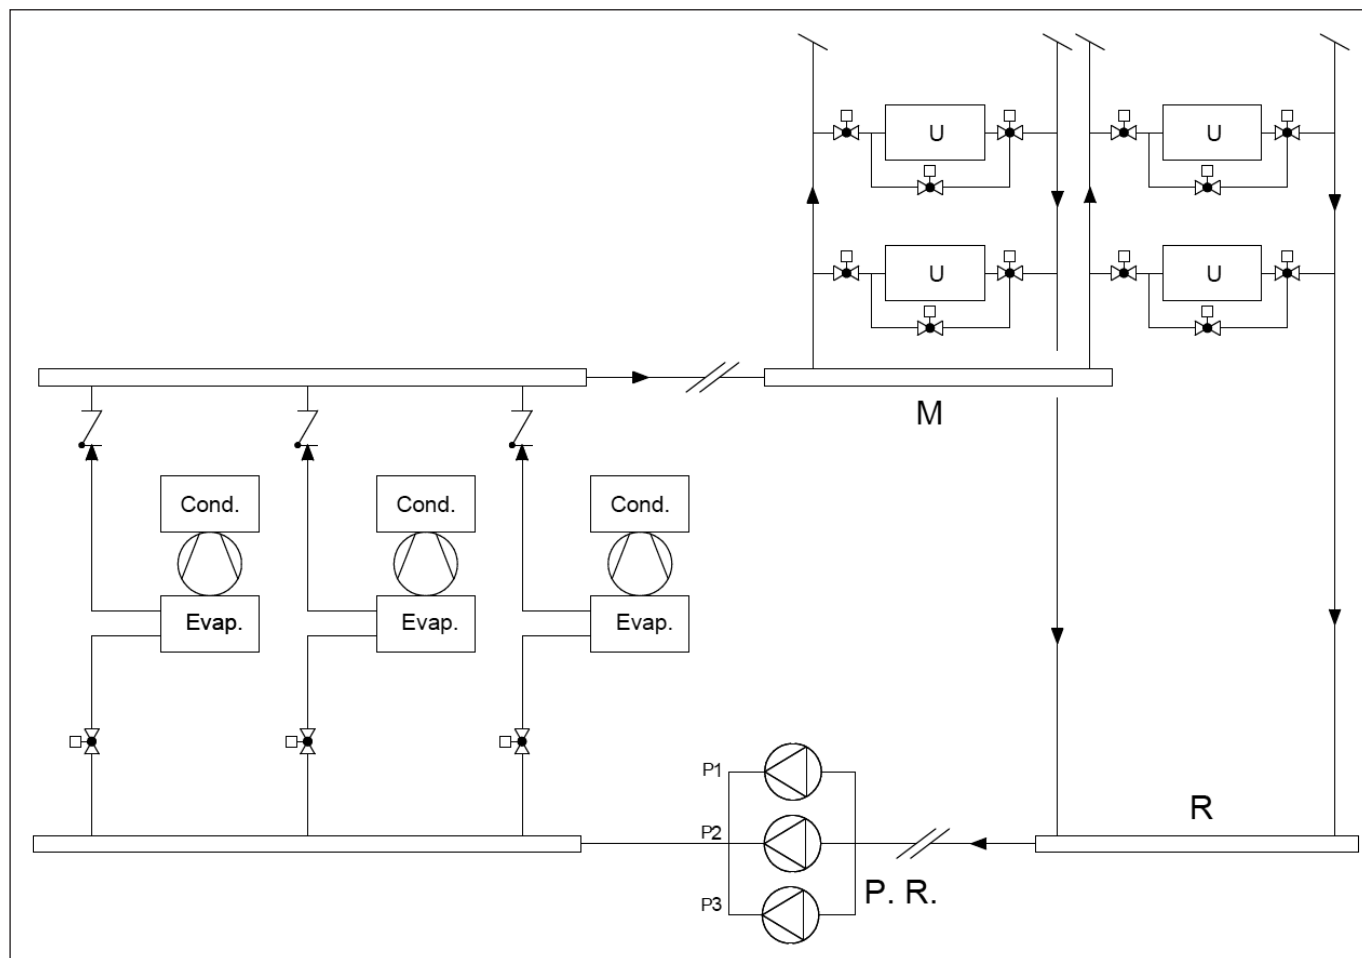 U
U
U
U
M
Cond.
Cond.
Cond.
Evap.
Evap.
Evap.
P1
R
P2
P. R.
P3